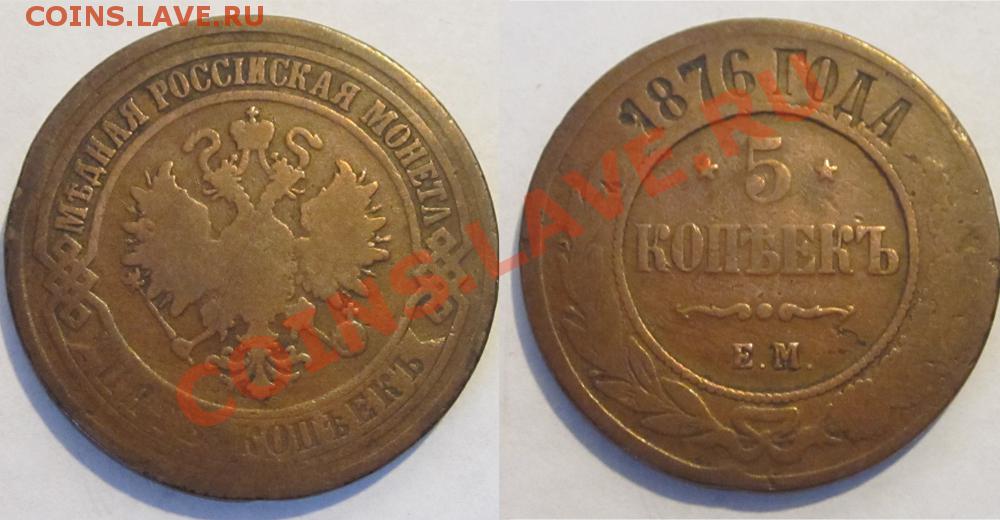 COINS.LAVE.RU
МѢДНАЯ РОССІЙСКАЯ МОНЕТА
КОПѢЕКЪ
1876 ГОДА
5
КОПѢЕКЪ
Е.М.
COINS.LAVE.RU